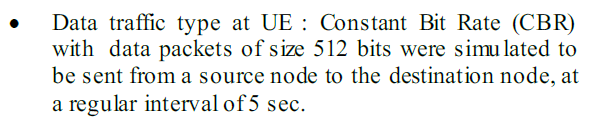 • Data traffic type at UE : Constant Bit Rate (CBR)
with data packets of size 512 bits were simulated to
be sent from a source node to the destination node, at
a regular interval of 5 sec.